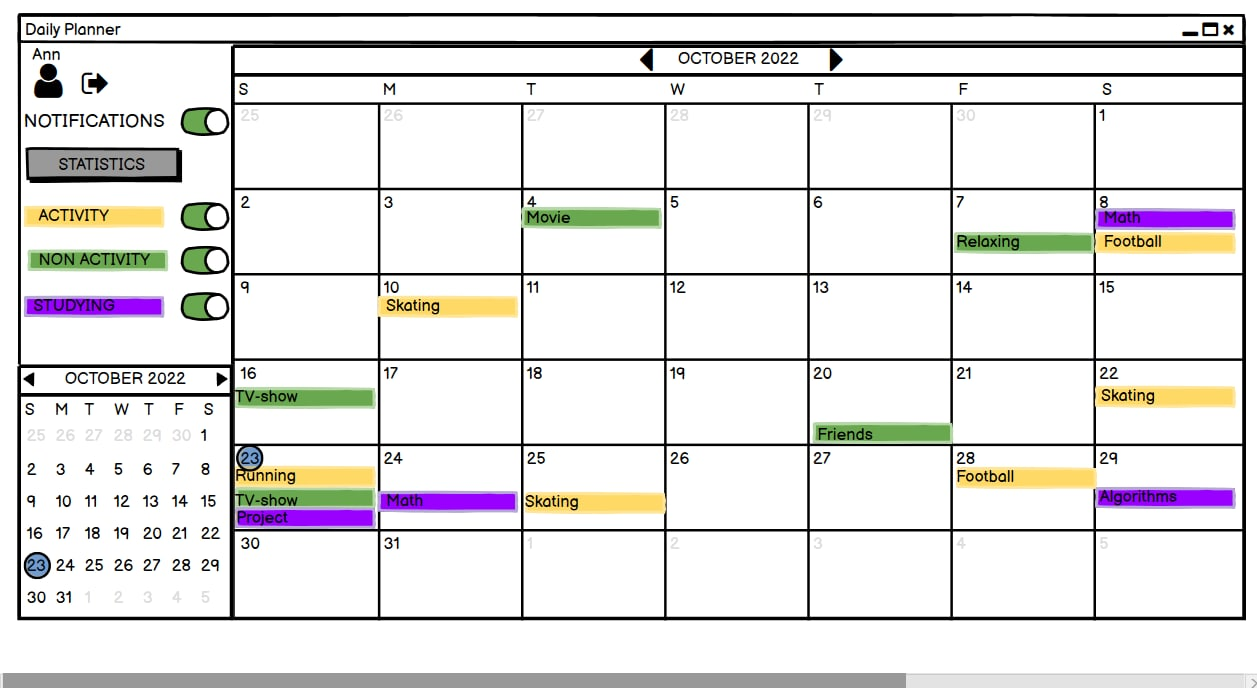 Daily Planner
Ann
NOTIFICATIONS
STATISTICS
ACTIVITY
NON ACTIVITY
STUDYING
OCTOBER 2022
S M T W T F S
25 26 27 28 29 30 1
2 3 4 5 6 7 8
9 10 11 12 13 14 15
16 17 18 19 20 21 22
23 24 25 26 27 28 29
30 31 1 2 3 4 5
OCTOBER 2022
S M T W T F S
25 26 27 28 29 30 1
2 3 4 5 6 7 8
Movie Math
Relaxing Football
9 10 11 12 13 14 15
Skating
16 17 18 19 20 21 22
TV-show Skating
Friends
23 24 25 26 27 28 29
Running Football
TV-show Math Skating Algorithms
Project
30 31 1 2 3 4 5